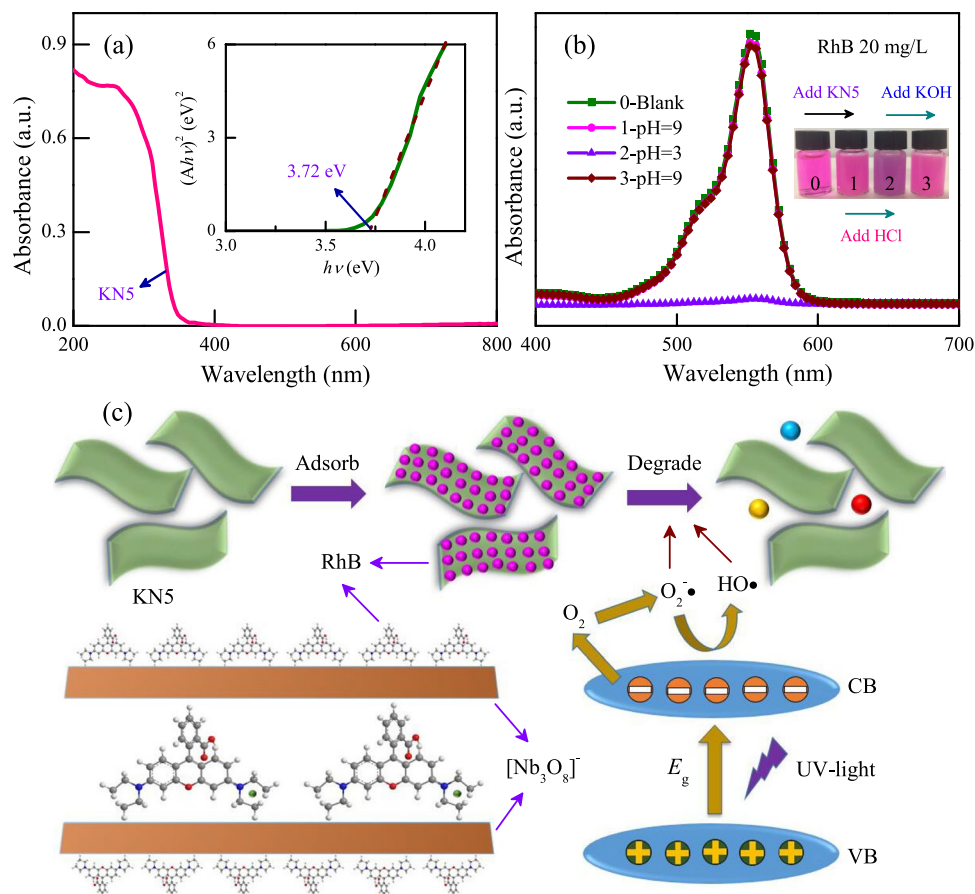 (a)
0.9
0.6
0.3
0.0
200
400
600
800
Absorbance (a.u.)
Wavelength (nm)
KN5
6
4
2
0
3.0
3.5
4.0
(Ahν)² (eV)²
hν (eV)
3.72 eV
(b)
RhB 20 mg/L
0-Blank
1-pH=9
2-pH=3
3-pH=9
Add KN5
Add KOH
0
1
2
3
Add HCl
Absorbance (a.u.)
400
500
600
700
Wavelength (nm)
(c)
Adsorb
Degrade
RhB
KN5
O₂
O₂⁻•
HO•
CB
[Nb₃O₈]⁻
E_g
UV-light
VB